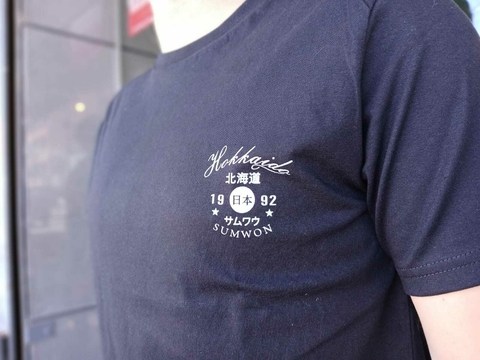 Hokkaido
北海道
19 日本 92
サムワウ
SUMWON